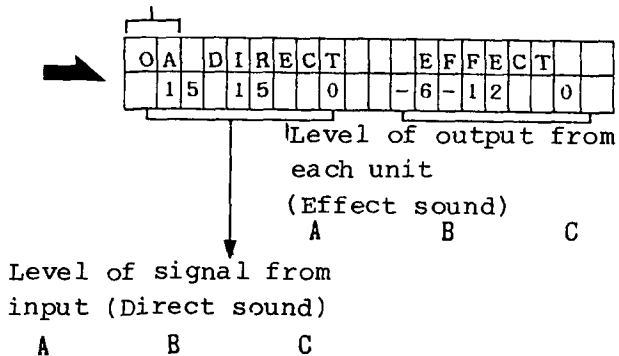 OA DIRECT EFFECT
15 15 0 -6-12 0
Level of output from
each unit
(Effect sound)
A B C
Level of signal from
input (Direct sound)
A B C